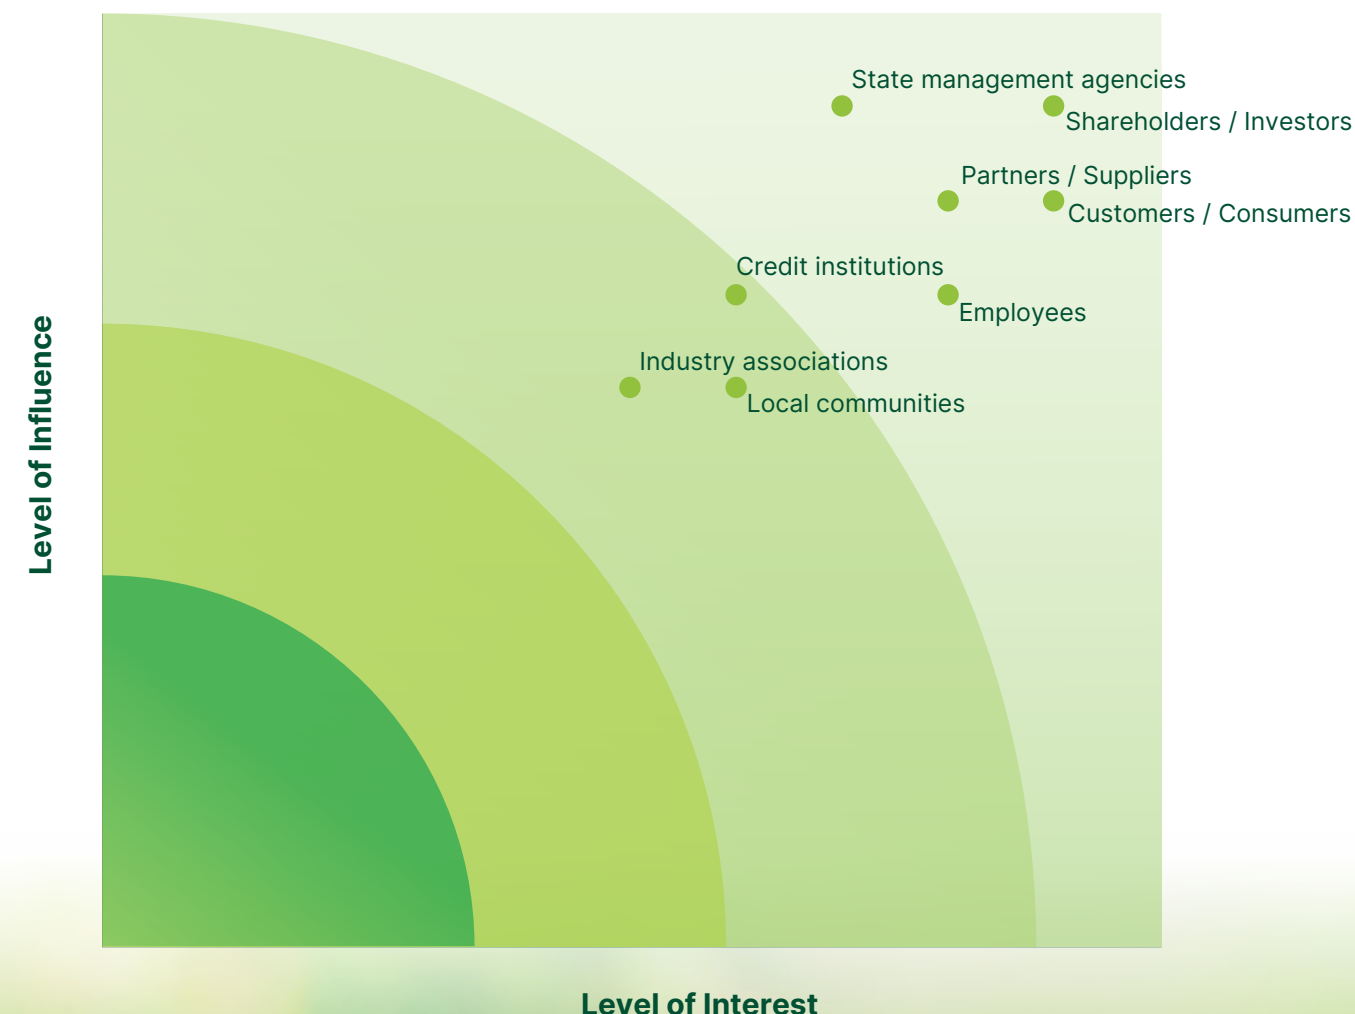 State management agencies
Shareholders / Investors
Partners / Suppliers
Customers / Consumers
Credit institutions
Employees
Industry associations
Local communities
Level of Influence
Level of Interest